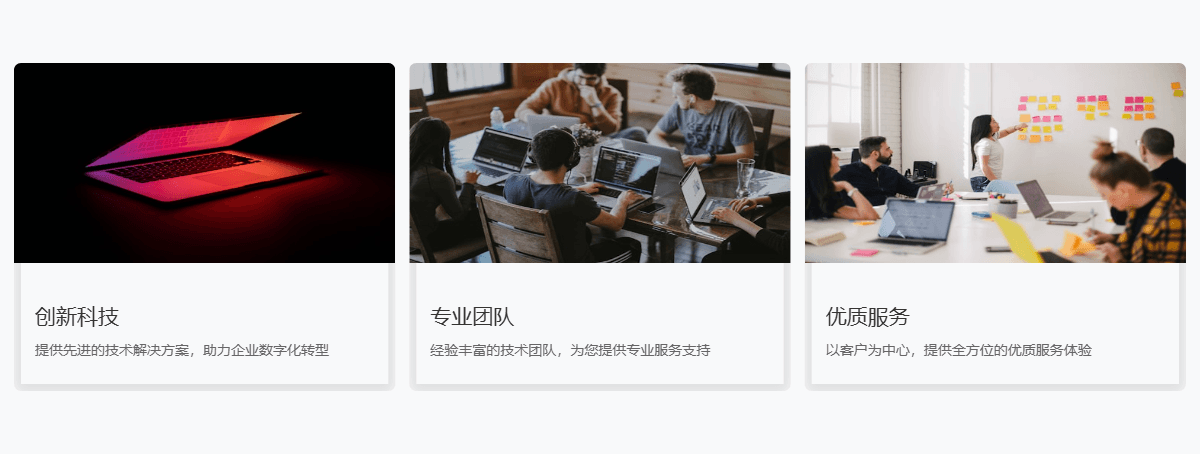 创新科技
提供先进的技术解决方案，助力企业数字化转型
专业团队
经验丰富的技术团队，为您提供专业服务支持
优质服务
以客户为中心，提供全方位的优质服务体验